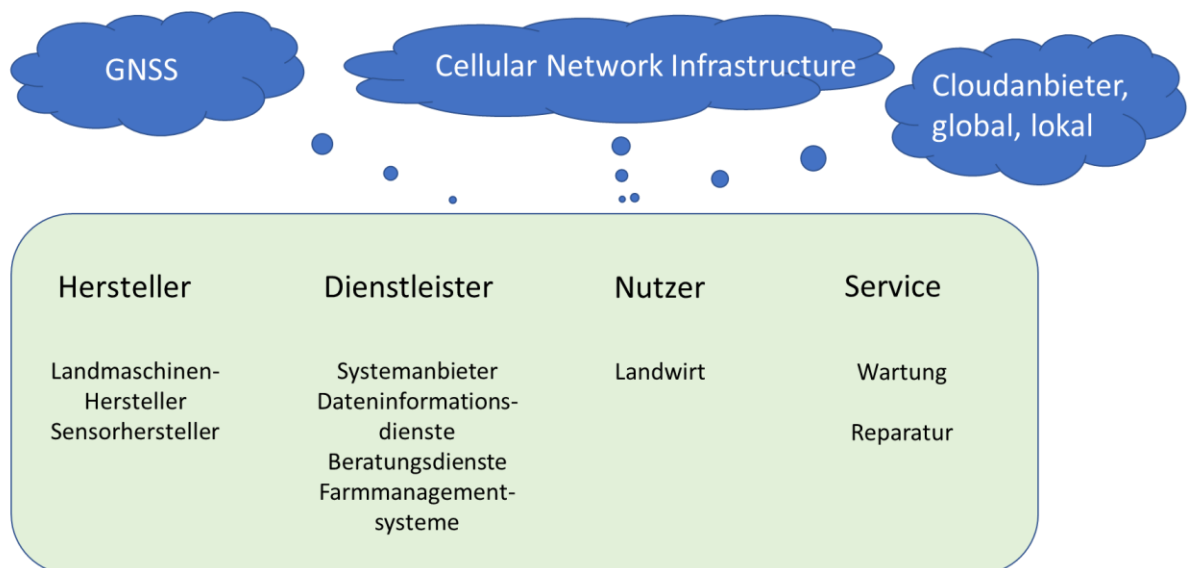 GNSS
Cellular Network Infrastructure
Cloudanbieter,
global, lokal
Hersteller
Landmaschinen-
Hersteller
Sensorhersteller
Dienstleister
Systemanbieter
Dateninformations-
dienste
Beratungsdienste
Farmmanagement-
systeme
Nutzer
Landwirt
Service
Wartung
Reparatur